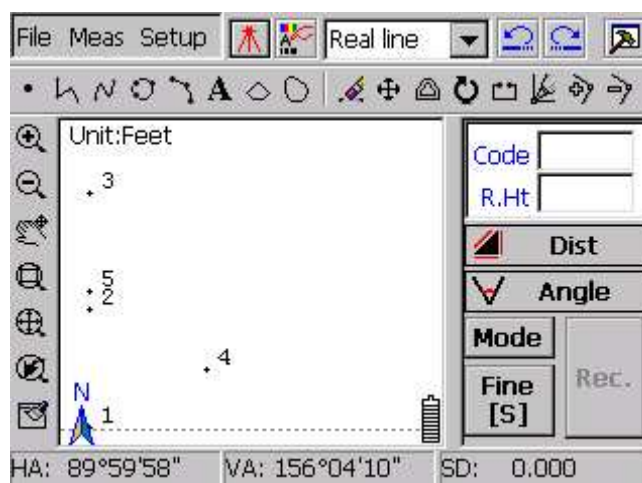 File Meas Setup Real line
A
Unit:Feet
Code
R.Ht
3
Dist
5
2
Angle
Mode
4
Fine
[S]
Rec.
N
1
HA: 89°59'58" VA: 156°04'10" SD: 0.000